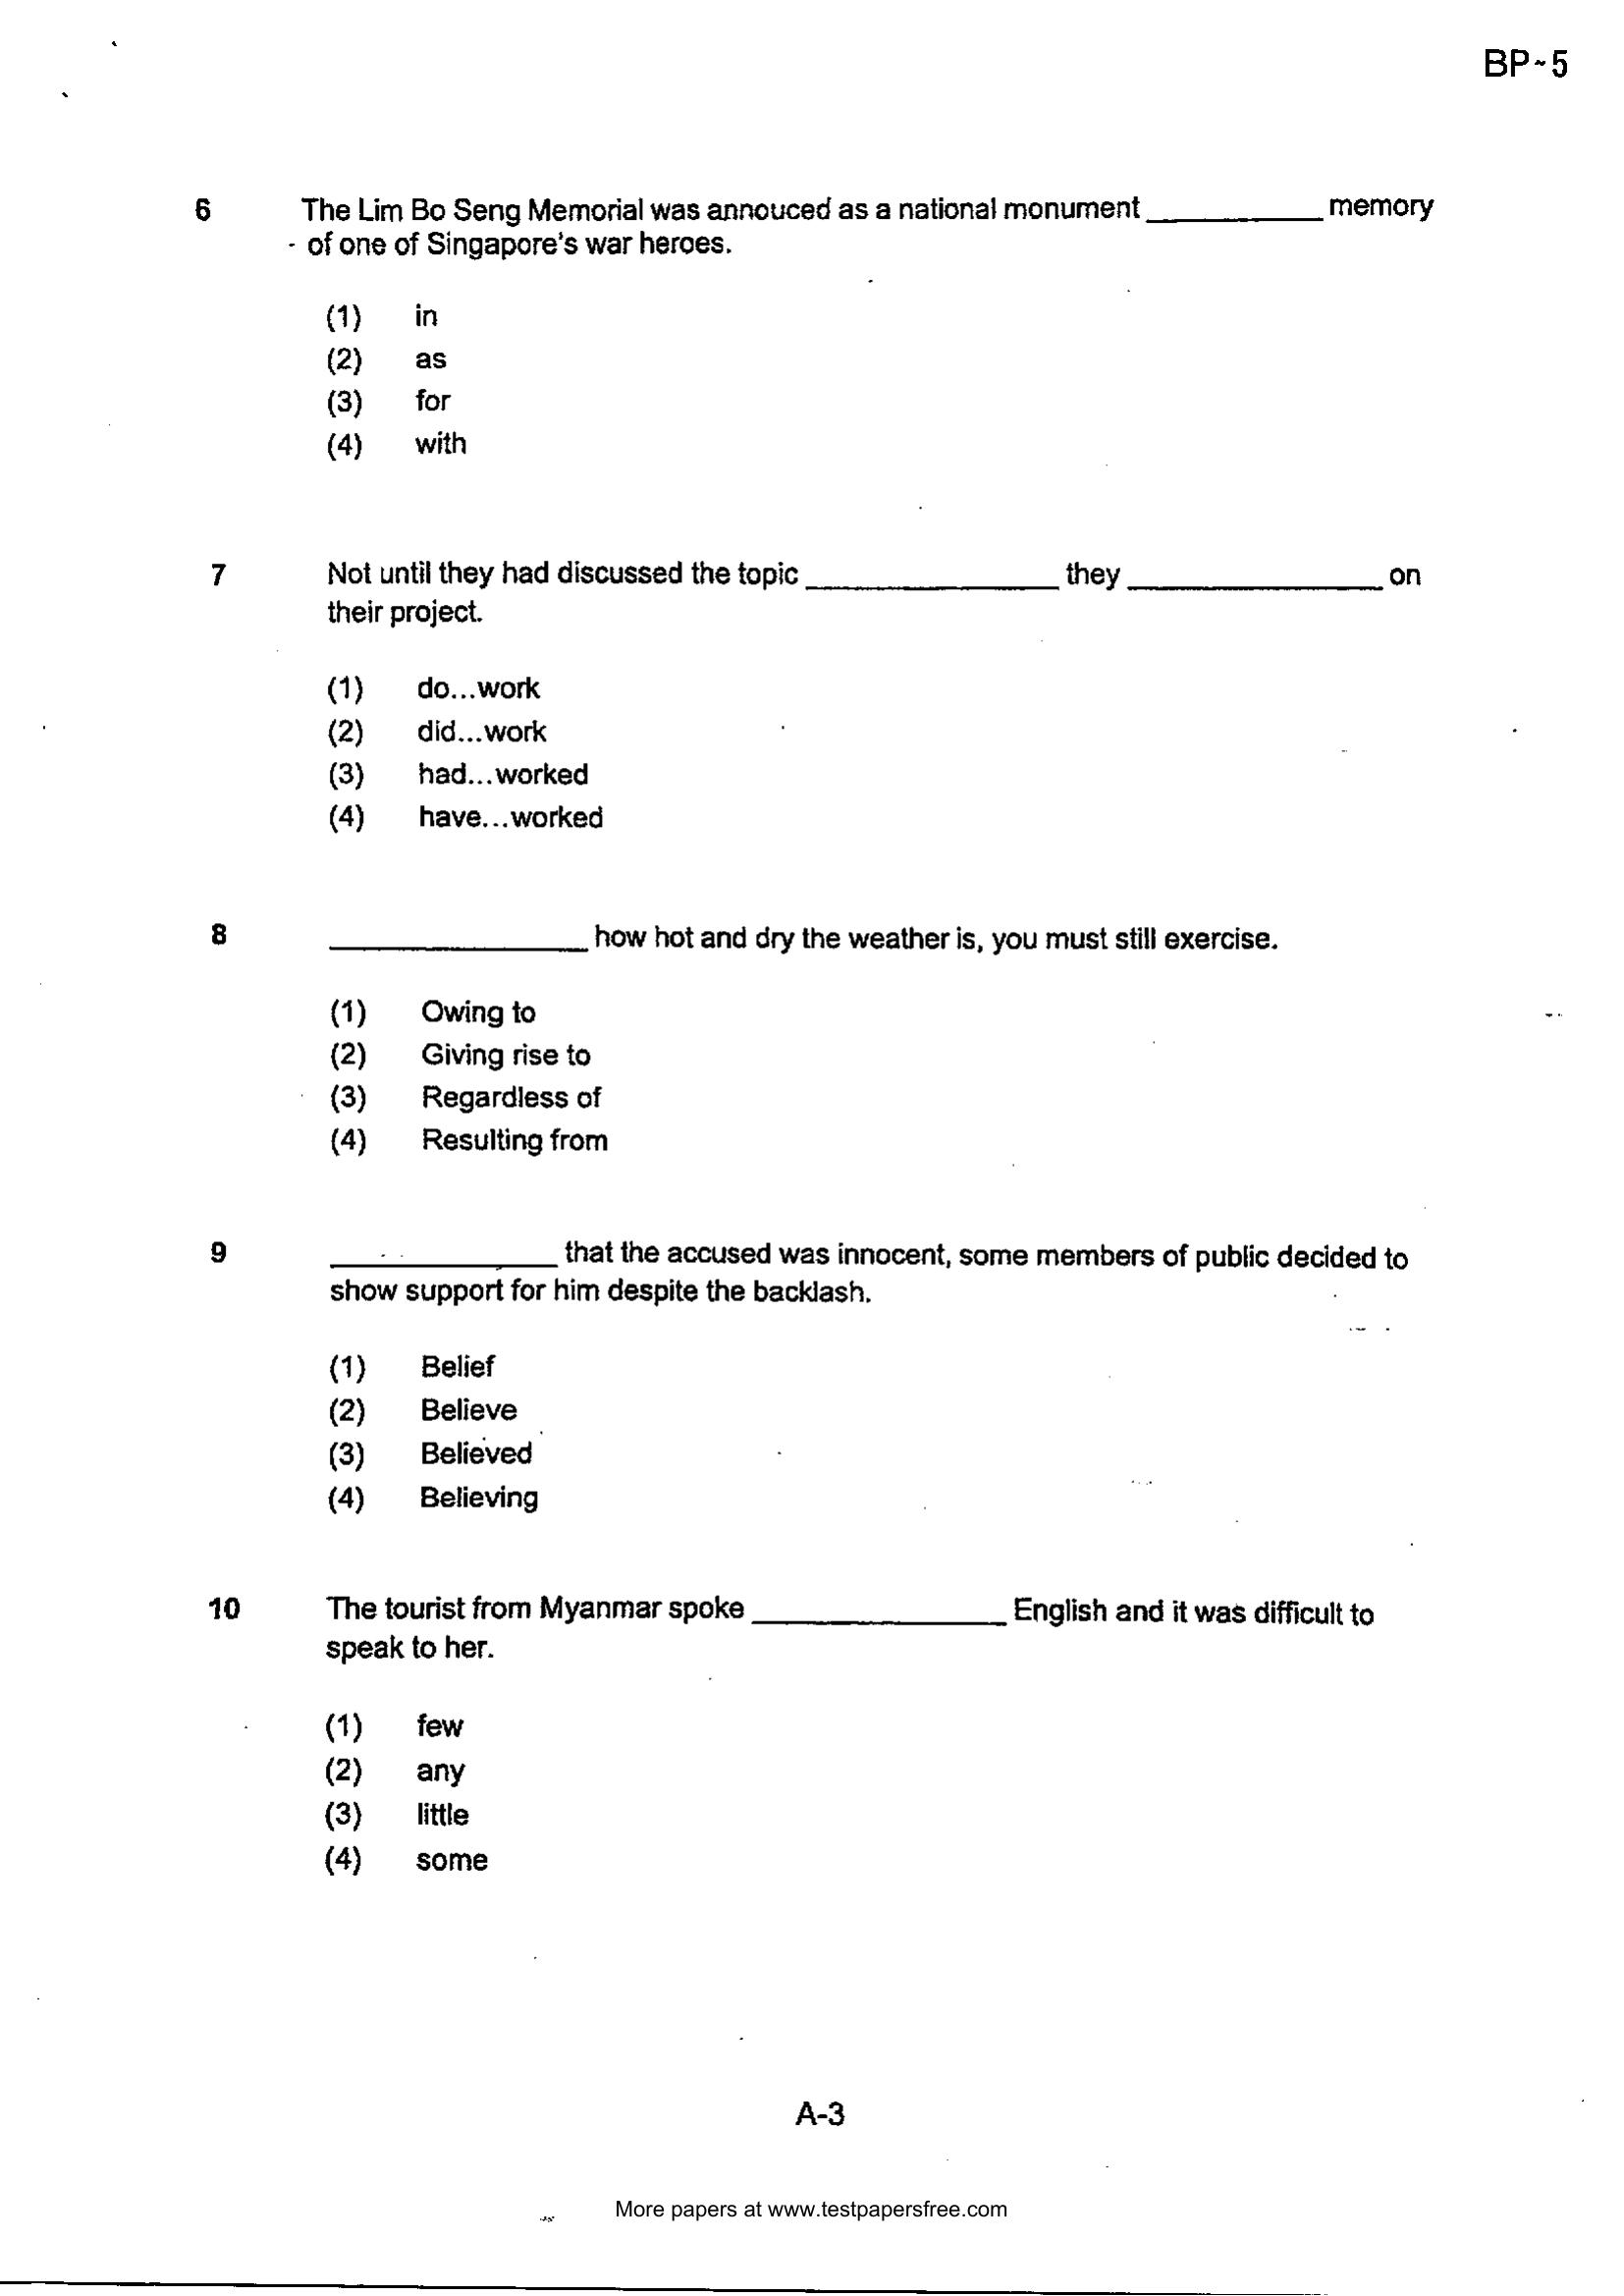 BP~5
6 The Lim Bo Seng Memorial was annouced as a national monument __________ memory
of one of Singapore's war heroes.
(1) in
(2) as
(3) for
(4) with
7 Not until they had discussed the topic __________ they __________ on
their project.
(1) do...work
(2) did...work
(3) had...worked
(4) have...worked
8 __________ how hot and dry the weather is, you must still exercise.
(1) Owing to
(2) Giving rise to
(3) Regardless of
(4) Resulting from
9 __________ that the accused was innocent, some members of public decided to
show support for him despite the backlash.
(1) Belief
(2) Believe
(3) Believed
(4) Believing
10 The tourist from Myanmar spoke __________ English and it was difficult to
speak to her.
(1) few
(2) any
(3) little
(4) some
A-3
More papers at www.testpapersfree.com